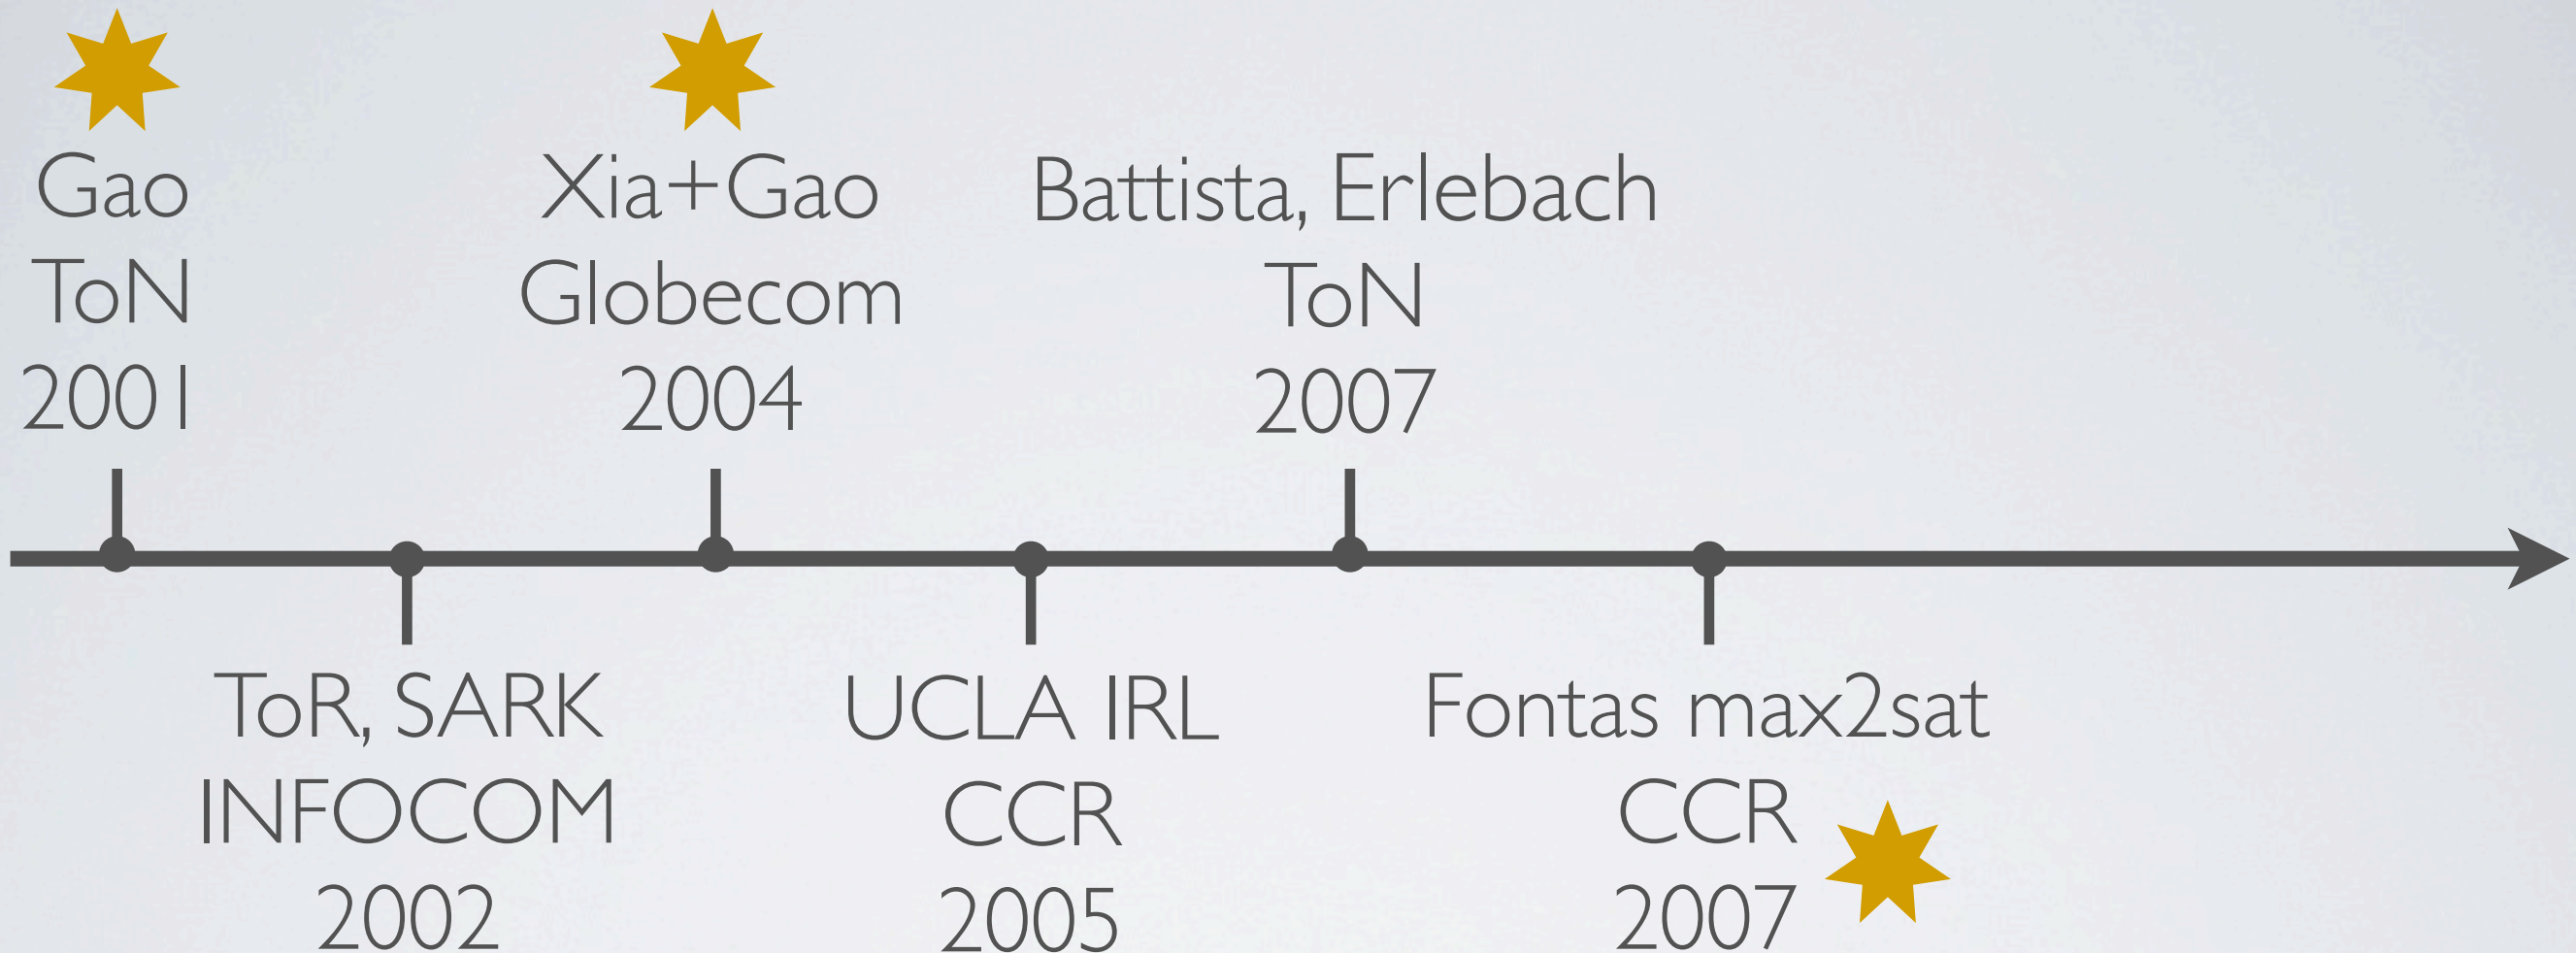 Gao
ToN
2001
Xia+Gao
Globecom
2004
Battista, Erlebach
ToN
2007
ToR, SARK
INFOCOM
2002
UCLA IRL
CCR
2005
Fontas max2sat
CCR
2007